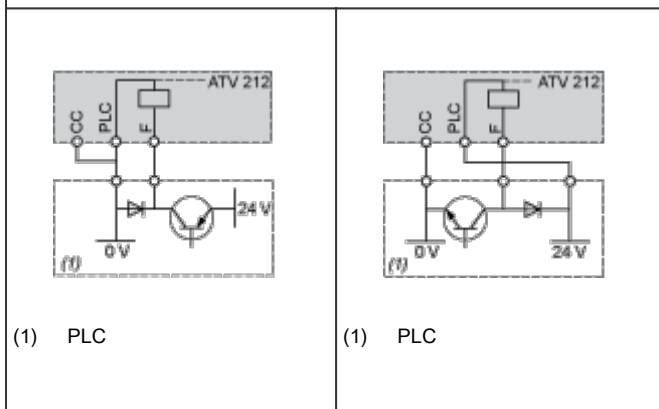 ATV 212
CC
PLC
F
24 V
0 V
(1)
(1) PLC
ATV 212
CC
PLC
F
0 V
24 V
(1)
(1) PLC